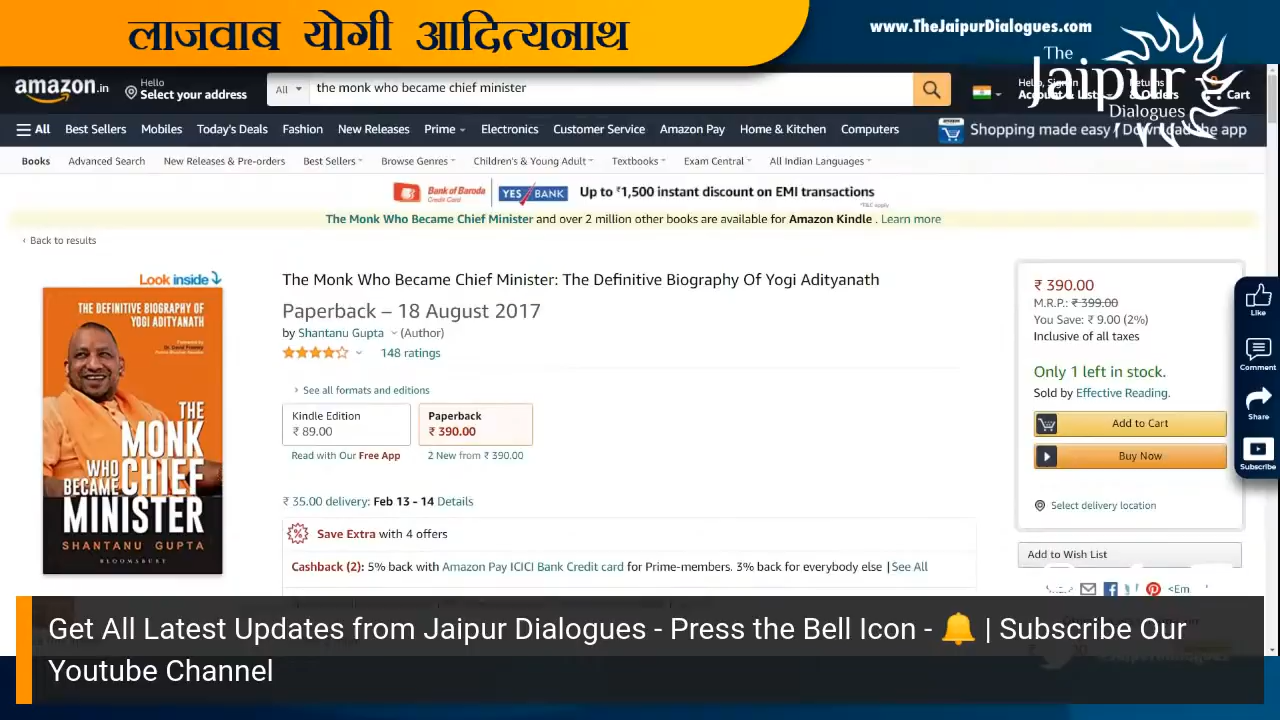 लाजवाब योगी आदित्यनाथ
www.TheJaipurDialogues.com
The
Jaipur
Dialogues
amazon.in
Hello
Select your address
All
the monk who became chief minister
Cart
All Best Sellers Mobiles Today's Deals Fashion New Releases Prime Electronics Customer Service Amazon Pay Home & Kitchen Computers
Shopping made easy / Download the app
Books Advanced Search New Releases & Pre-orders Best Sellers Browse Genres Children's & Young Adult Textbooks Exam Central All Indian Languages
Bank of Baroda
Credit Card
YES BANK
Up to ₹1,500 instant discount on EMI transactions
*T&C apply
The Monk Who Became Chief Minister and over 2 million other books are available for Amazon Kindle . Learn more
‹ Back to results
Look inside
THE DEFINITIVE BIOGRAPHY OF
YOGI ADITYANATH
THE
MONK
WHO
BECAME CHIEF
MINISTER
SHANTANU GUPTA
BLOOMSBURY
The Monk Who Became Chief Minister: The Definitive Biography Of Yogi Adityanath
Paperback – 18 August 2017
by Shantanu Gupta (Author)
148 ratings
› See all formats and editions
Kindle Edition
₹ 89.00
Paperback
₹ 390.00
Read with Our Free App
2 New from ₹ 390.00
₹ 35.00 delivery: Feb 13 - 14 Details
Save Extra with 4 offers
Cashback (2): 5% back with Amazon Pay ICICI Bank Credit card for Prime-members. 3% back for everybody else | See All
₹ 390.00
M.R.P.: ₹ 399.00
You Save: ₹ 9.00 (2%)
Inclusive of all taxes
Only 1 left in stock.
Sold by Effective Reading.
Add to Cart
Buy Now
Select delivery location
Add to Wish List
Like
Comment
Share
Subscribe
Get All Latest Updates from Jaipur Dialogues - Press the Bell Icon - 🔔 | Subscribe Our
Youtube Channel